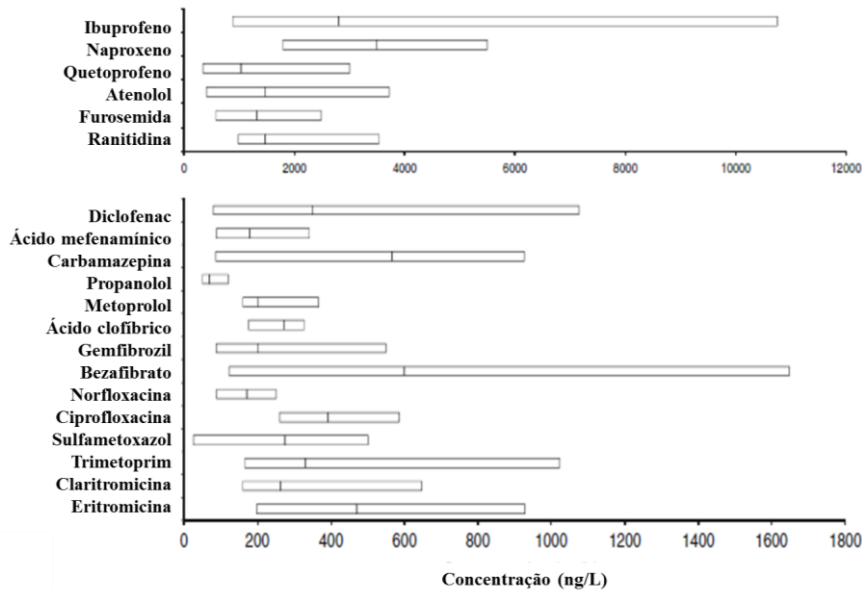 Ibuprofeno
Naproxeno
Quetoprofeno
Atenolol
Furosemida
Ranitidina
0 2000 4000 6000 8000 10000 12000
Diclofenac
Ácido mefenamínico
Carbamazepina
Propanolol
Metoprolol
Ácido clofíbrico
Gemfibrozil
Bezafibrato
Norfloxacina
Ciprofloxacina
Sulfametoxazol
Trimetoprim
Claritromicina
Eritromicina
0 200 400 600 800 1000 1200 1400 1600 1800
Concentração (ng/L)